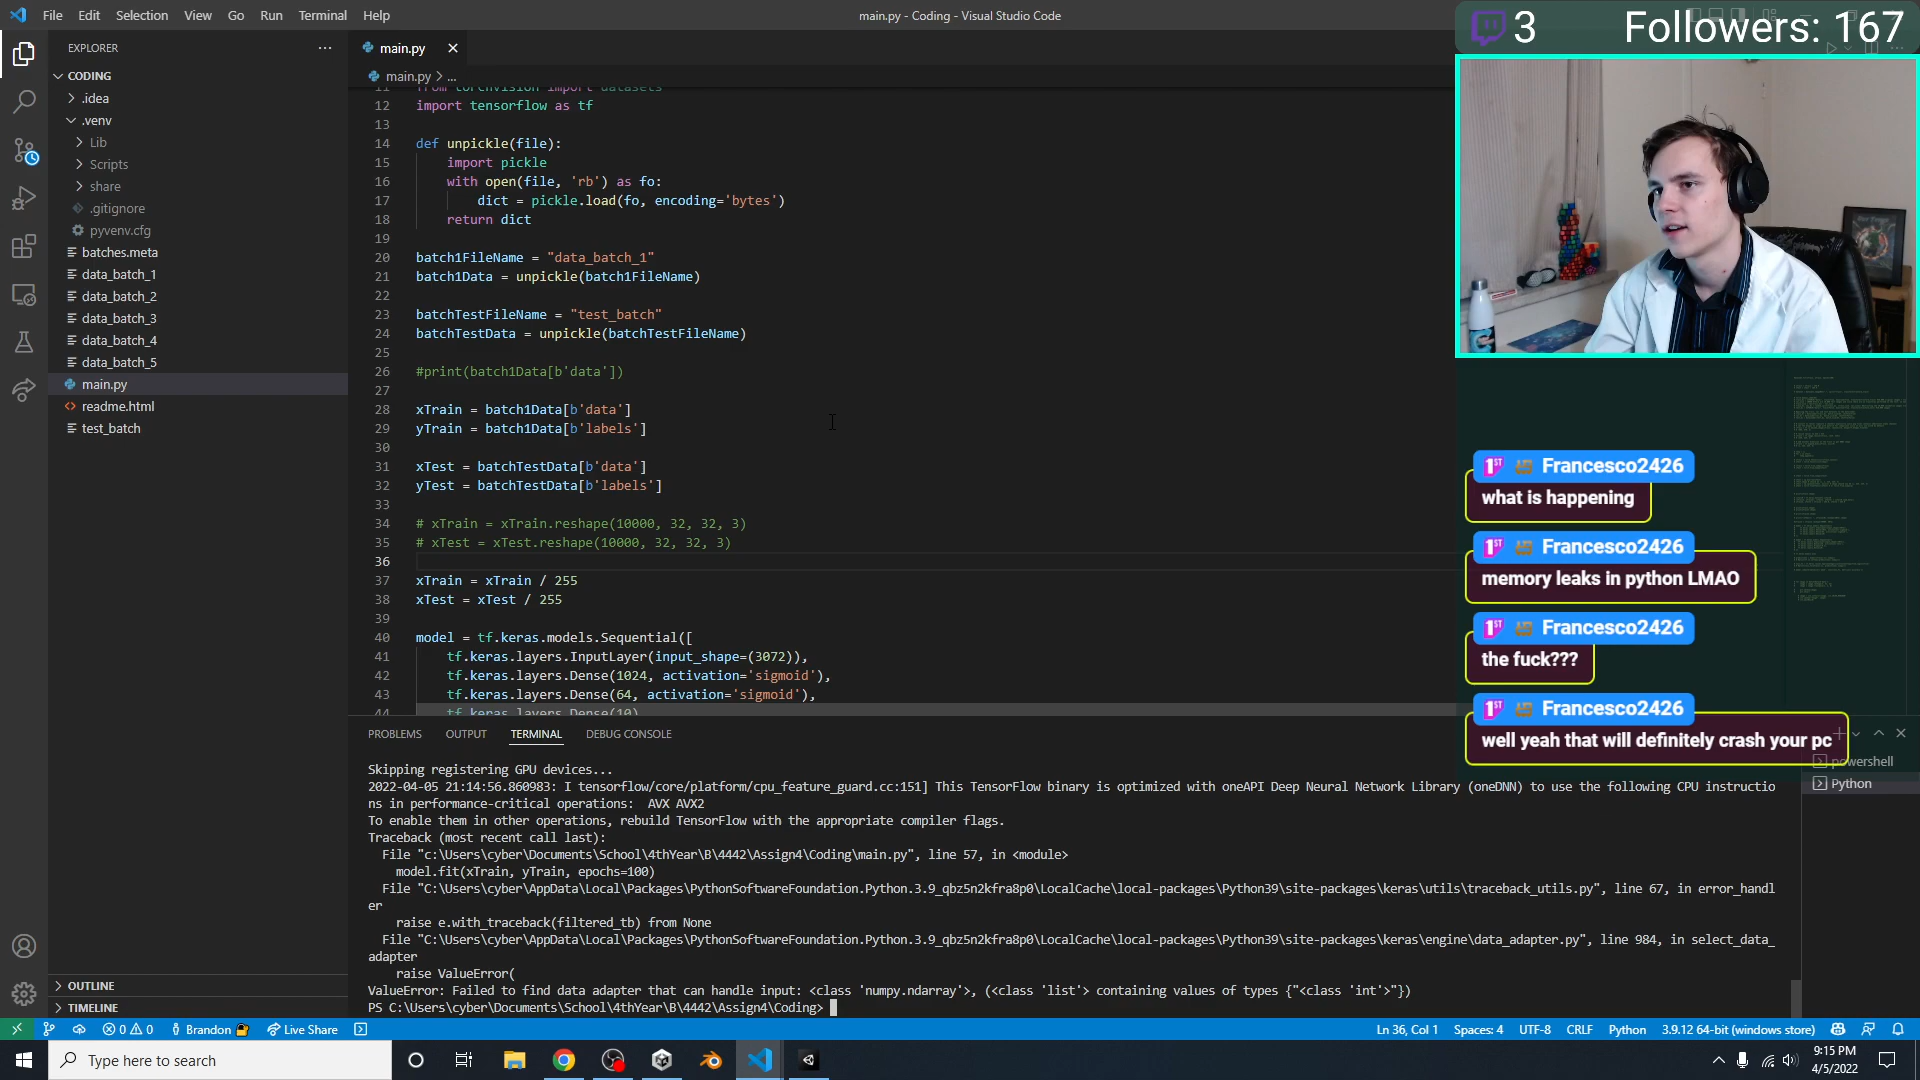 File Edit Selection View Go Run Terminal Help
main.py - Coding - Visual Studio Code
3 Followers: 167
EXPLORER
CODING
.idea
.venv
Lib
Scripts
share
.gitignore
pyvenv.cfg
batches.meta
data_batch_1
data_batch_2
data_batch_3
data_batch_4
data_batch_5
main.py
readme.html
test_batch
OUTLINE
TIMELINE
main.py
main.py > ...
11 from torchvision import datasets
12 import tensorflow as tf
13
14 def unpickle(file):
15 import pickle
16 with open(file, 'rb') as fo:
17 dict = pickle.load(fo, encoding='bytes')
18 return dict
19
20 batch1FileName = "data_batch_1"
21 batch1Data = unpickle(batch1FileName)
22
23 batchTestFileName = "test_batch"
24 batchTestData = unpickle(batchTestFileName)
25
26 #print(batch1Data[b'data'])
27
28 xTrain = batch1Data[b'data']
29 yTrain = batch1Data[b'labels']
30
31 xTest = batchTestData[b'data']
32 yTest = batchTestData[b'labels']
33
34 # xTrain = xTrain.reshape(10000, 32, 32, 3)
35 # xTest = xTest.reshape(10000, 32, 32, 3)
36
37 xTrain = xTrain / 255
38 xTest = xTest / 255
39
40 model = tf.keras.models.Sequential([
41 tf.keras.layers.InputLayer(input_shape=(3072)),
42 tf.keras.layers.Dense(1024, activation='sigmoid'),
43 tf.keras.layers.Dense(64, activation='sigmoid'),
44 tf.keras.layers.Dense(10)
Francesco2426
what is happening
Francesco2426
memory leaks in python LMAO
Francesco2426
the fuck???
Francesco2426
well yeah that will definitely crash your pc
PROBLEMS OUTPUT TERMINAL DEBUG CONSOLE
powershell
Python
Skipping registering GPU devices...
2022-04-05 21:14:56.860983: I tensorflow/core/platform/cpu_feature_guard.cc:151] This TensorFlow binary is optimized with oneAPI Deep Neural Network Library (oneDNN) to use the following CPU instructio
ns in performance-critical operations:  AVX AVX2
To enable them in other operations, rebuild TensorFlow with the appropriate compiler flags.
Traceback (most recent call last):
File "c:\Users\cyber\Documents\School\4thYear\B\4442\Assign4\Coding\main.py", line 57, in <module>
model.fit(xTrain, yTrain, epochs=100)
File "C:\Users\cyber\AppData\Local\Packages\PythonSoftwareFoundation.Python.3.9_qbz5n2kfra8p0\LocalCache\local-packages\Python39\site-packages\keras\utils\traceback_utils.py", line 67, in error_handl
er
raise e.with_traceback(filtered_tb) from None
File "C:\Users\cyber\AppData\Local\Packages\PythonSoftwareFoundation.Python.3.9_qbz5n2kfra8p0\LocalCache\local-packages\Python39\site-packages\keras\engine\data_adapter.py", line 984, in select_data_
adapter
raise ValueError(
ValueError: Failed to find data adapter that can handle input: <class 'numpy.ndarray'>, (<class 'list'> containing values of types {"<class 'int'>"})
PS C:\Users\cyber\Documents\School\4thYear\B\4442\Assign4\Coding>
0 0 Brandon Live Share
Ln 36, Col 1 Spaces: 4 UTF-8 CRLF Python 3.9.12 64-bit (windows store)
Type here to search
9:15 PM
4/5/2022